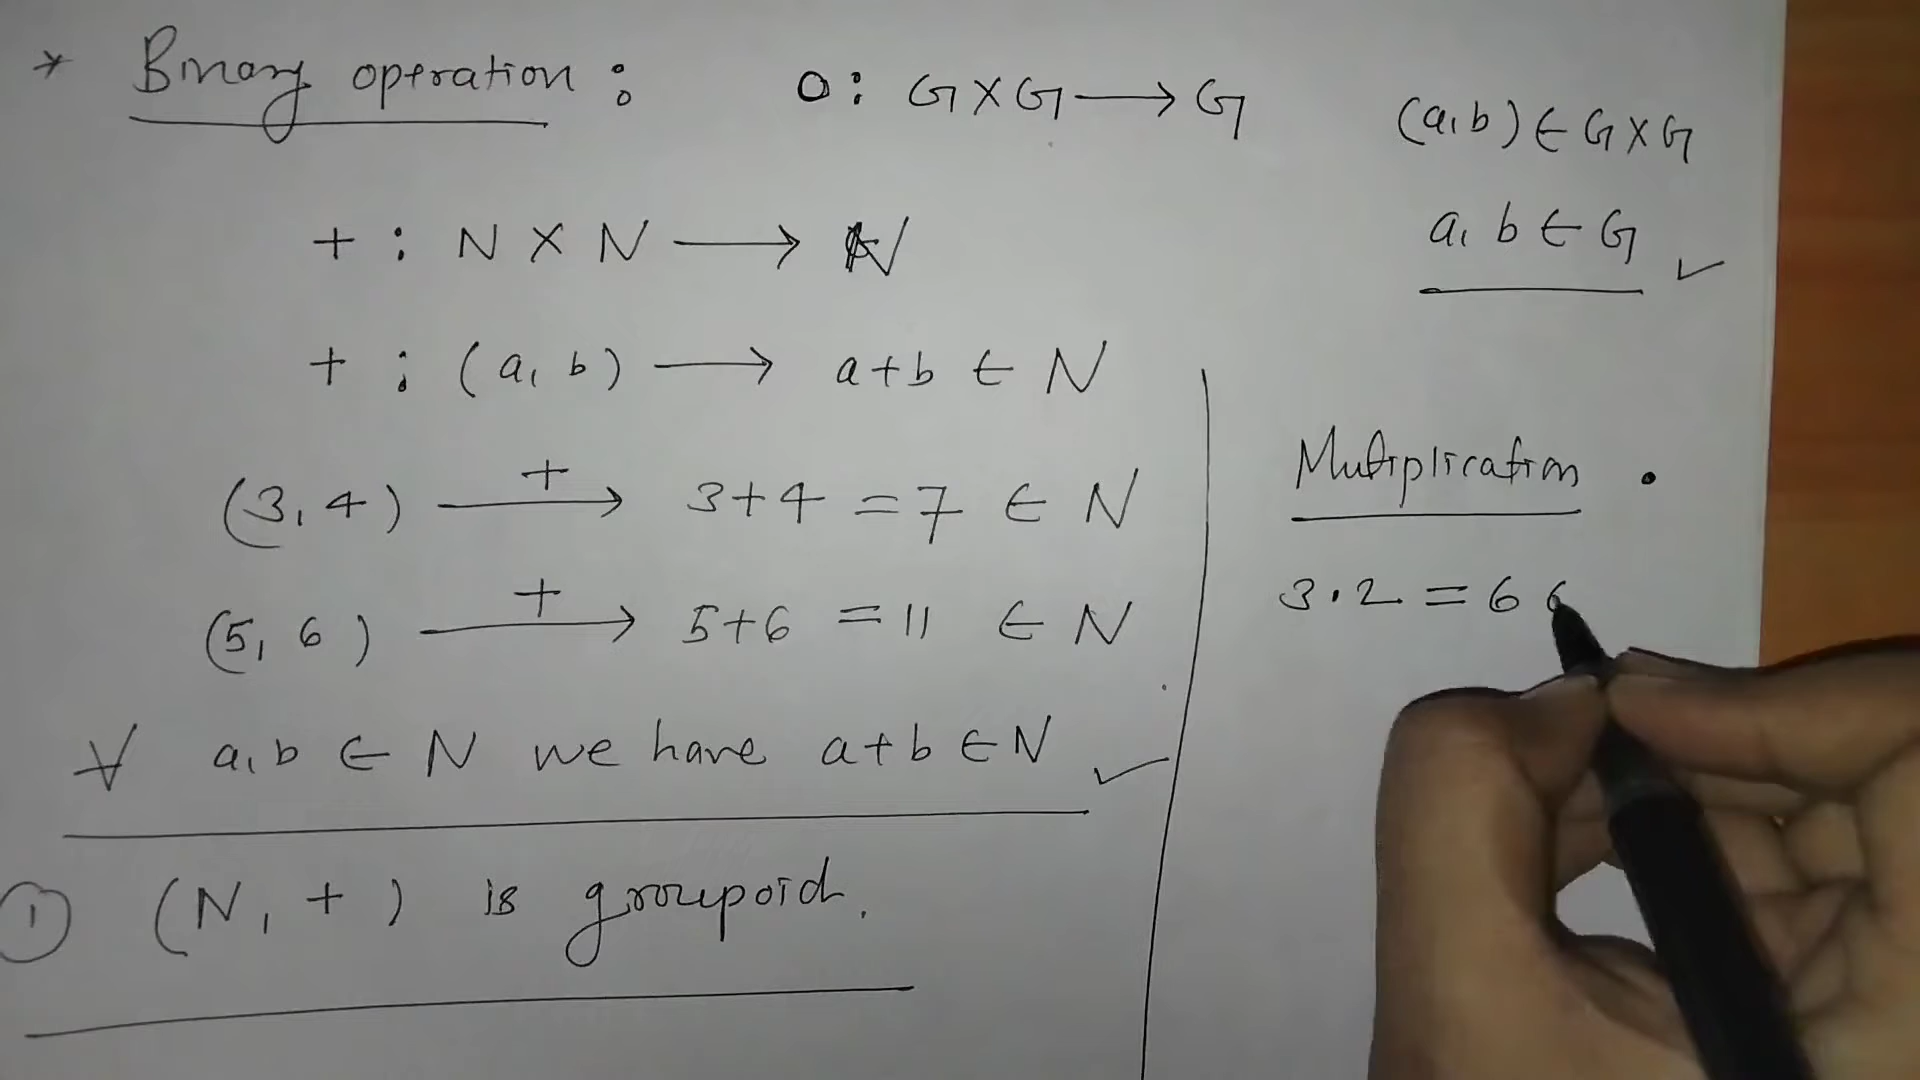 * Binary operation : o : G × G → G
(a, b) ∈ G × G
a, b ∈ G ✓
+ : N × N → N
+ : (a, b) → a+b ∈ N
(3, 4) —+→ 3+4 = 7 ∈ N
(5, 6) —+→ 5+6 = 11 ∈ N
∀ a, b ∈ N we have a+b ∈ N ✓
① (N, +) is groupoid.
Multiplication •
3·2 = 6